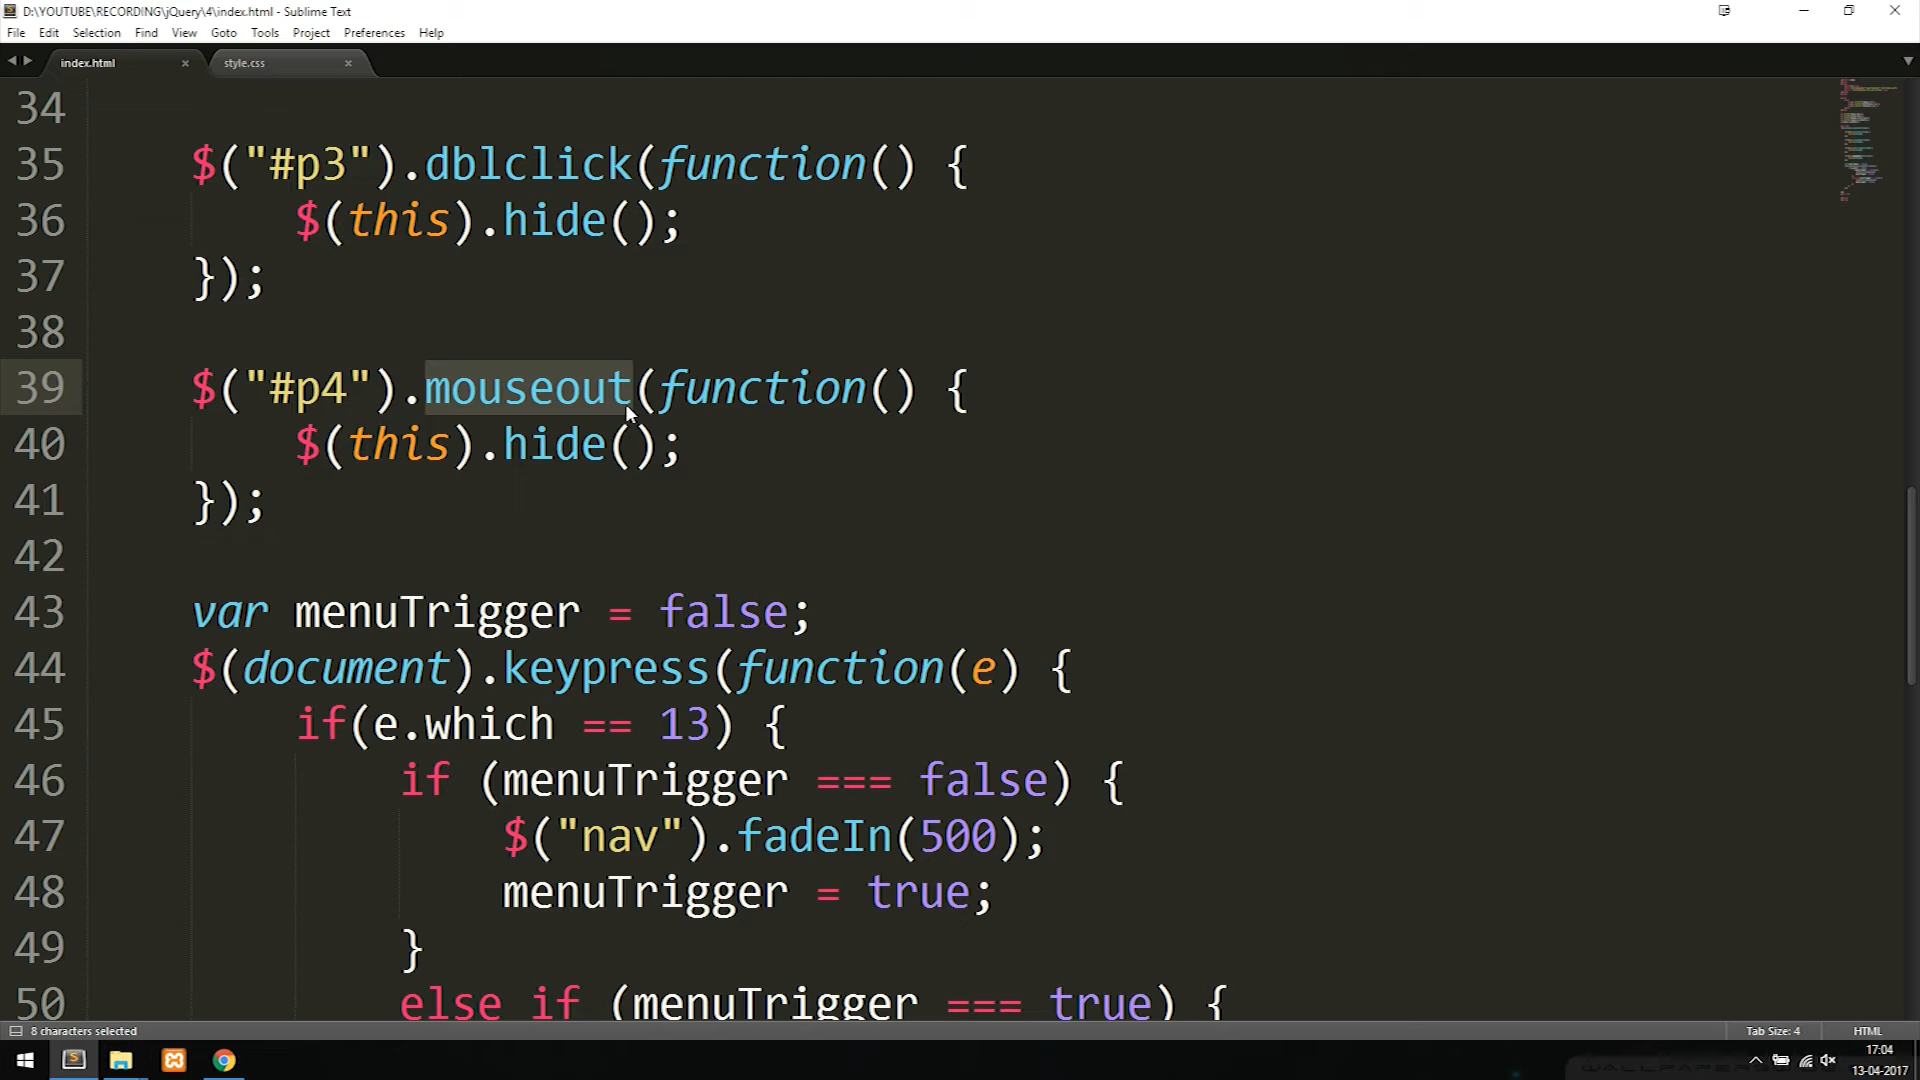 D:\YOUTUBE\RECORDING\jQuery\4\index.html - Sublime Text
File Edit Selection Find View Goto Tools Project Preferences Help
index.html × style.css ×
34
35 $("#p3").dblclick(function() {
36 $(this).hide();
37 });
38
39 $("#p4").mouseout(function() {
40 $(this).hide();
41 });
42
43 var menuTrigger = false;
44 $(document).keypress(function(e) {
45 if(e.which == 13) {
46 if (menuTrigger === false) {
47 $("nav").fadeIn(500);
48 menuTrigger = true;
49 }
50 else if (menuTrigger === true) {
8 characters selected Tab Size: 4 HTML
17:04
13-04-2017